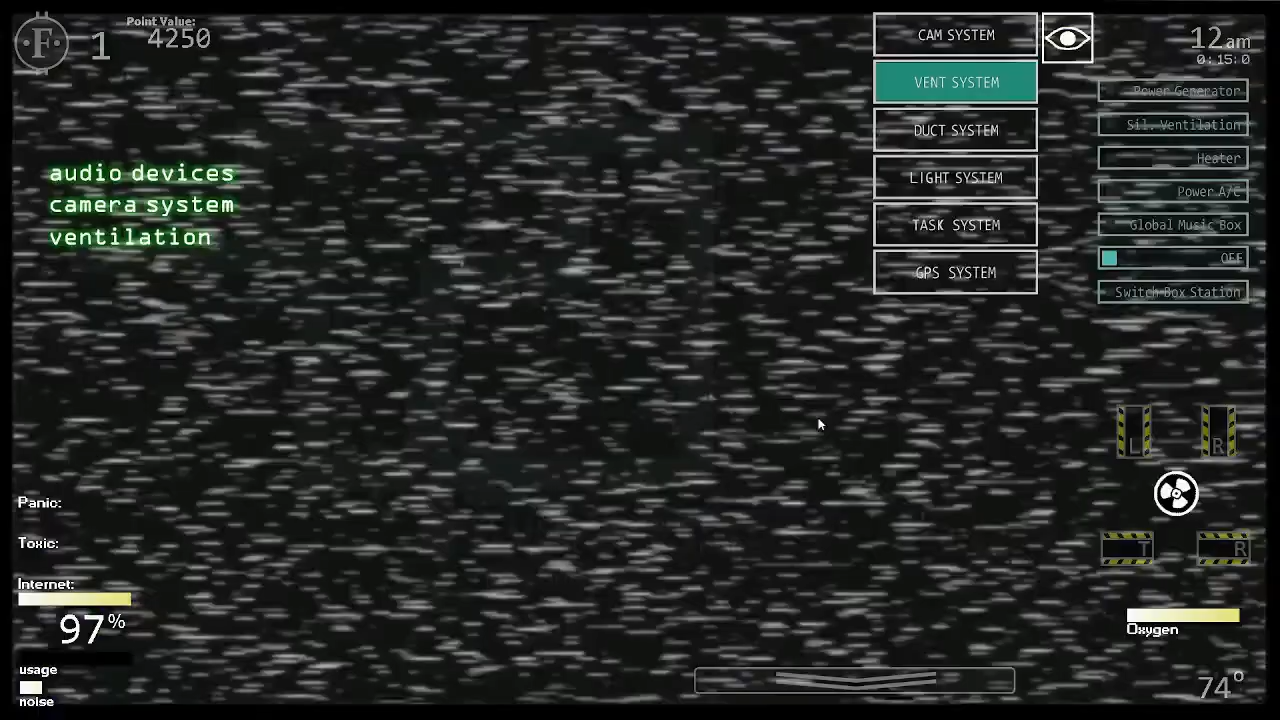 F 1
Point Value:
4250
CAM SYSTEM
VENT SYSTEM
DUCT SYSTEM
LIGHT SYSTEM
TASK SYSTEM
GPS SYSTEM
12am
0:15:0
Power Generator
Sil. Ventilation
Heater
Power A/C
Global Music Box
OFF
Switch Box Station
audio devices
camera system
ventilation
L
R
T
R
Panic:
Toxic:
Internet:
97%
usage
noise
Oxygen
74°